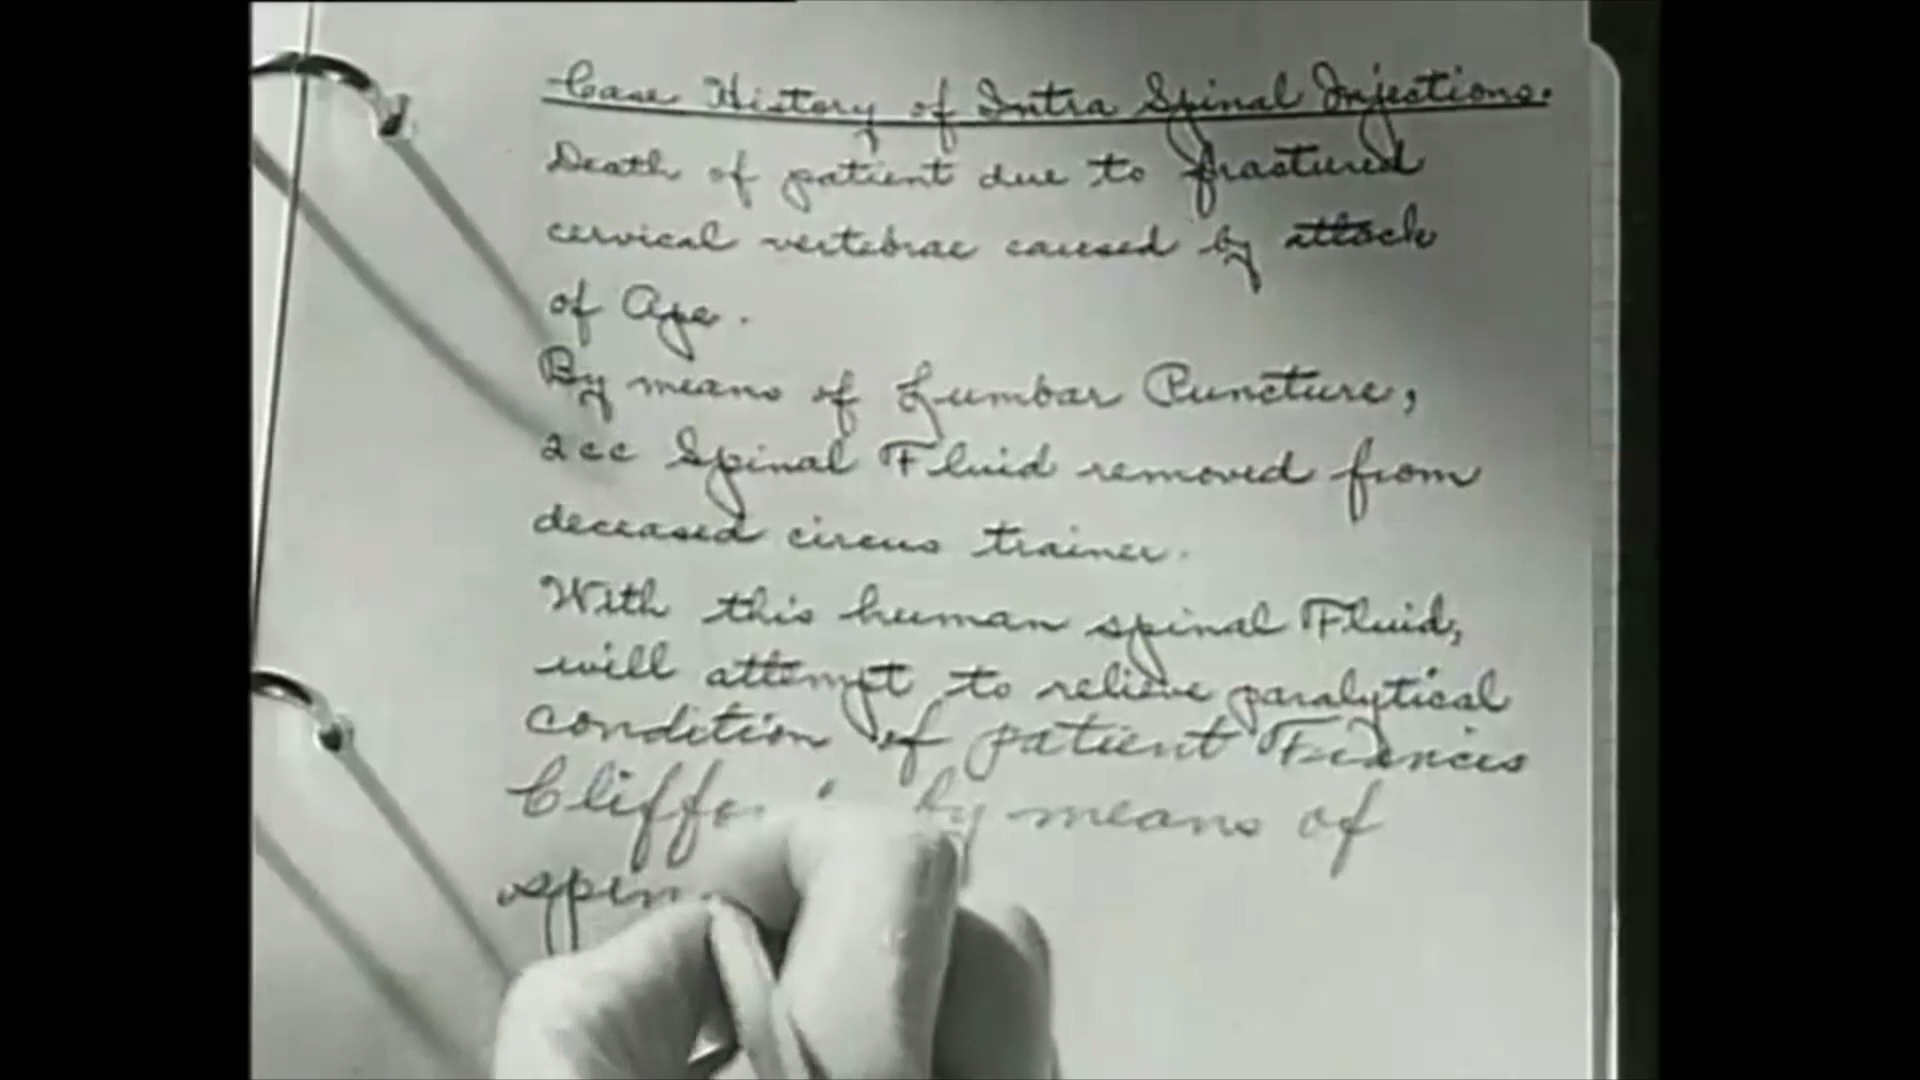 Case History of Intra Spinal Injections.
Death of patient due to fractured
cervical vertebrae caused by attack
of Ape.
By means of Lumbar Puncture,
2cc Spinal Fluid removed from
deceased circus trainer.
With this human spinal Fluid,
will attempt to relieve paralytical
condition of patient Frances
by means of